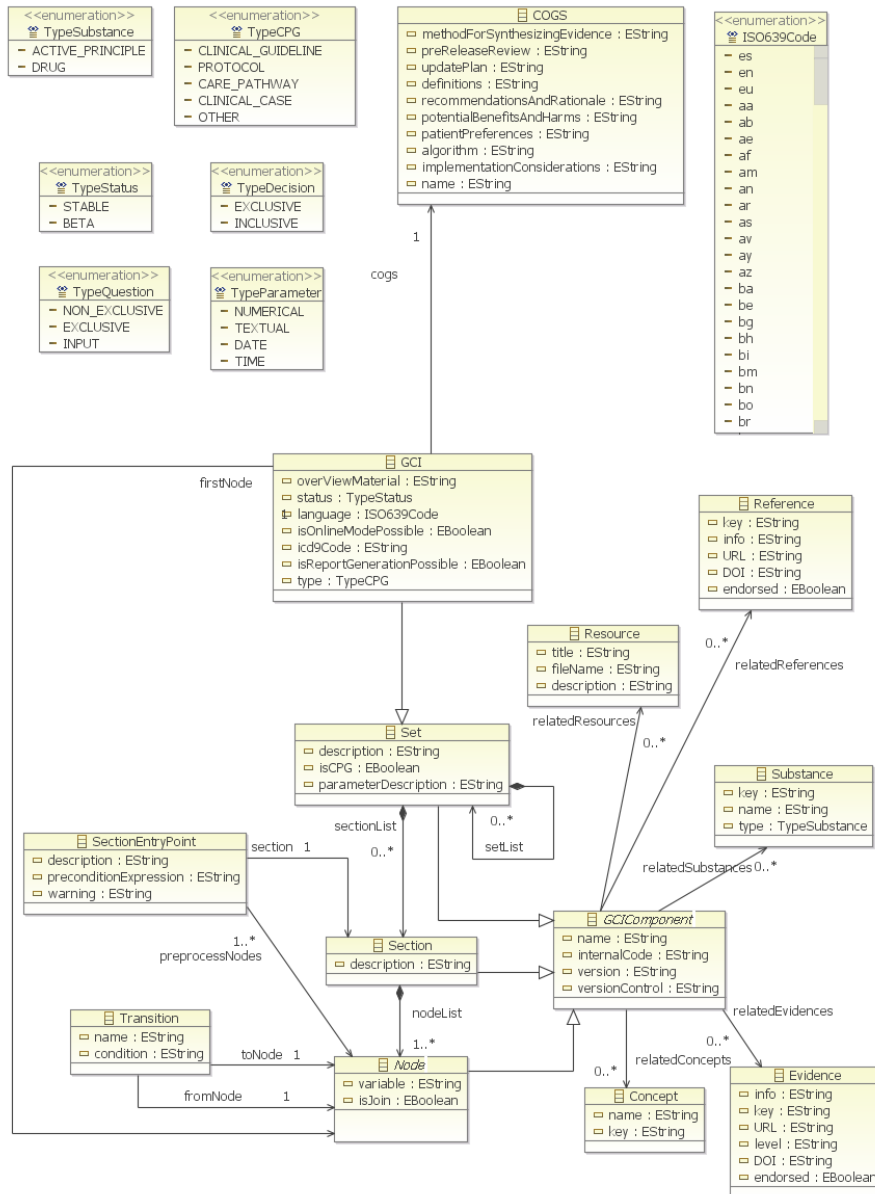 <<enumeration>>
TypeSubstance
ACTIVE_PRINCIPLE
DRUG
<<enumeration>>
TypeCPG
CLINICAL_GUIDELINE
PROTOCOL
CARE_PATHWAY
CLINICAL_CASE
OTHER
COGS
methodForSynthesizingEvidence : EString
preReleaseReview : EString
updatePlan : EString
definitions : EString
recommendationsAndRationale : EString
potentialBenefitsAndHarms : EString
patientPreferences : EString
algorithm : EString
implementationConsiderations : EString
name : EString
<<enumeration>>
ISO639Code
es
en
eu
aa
ab
ae
af
am
an
ar
as
av
ay
az
ba
be
bg
bh
bi
bm
bn
bo
br
<<enumeration>>
TypeStatus
STABLE
BETA
<<enumeration>>
TypeDecision
EXCLUSIVE
INCLUSIVE
<<enumeration>>
TypeQuestion
NON_EXCLUSIVE
EXCLUSIVE
INPUT
<<enumeration>>
TypeParameter
NUMERICAL
TEXTUAL
DATE
TIME
1
cogs
firstNode
1
GCI
overViewMaterial : EString
status : TypeStatus
language : ISO639Code
isOnlineModePossible : EBoolean
icd9Code : EString
isReportGenerationPossible : EBoolean
type : TypeCPG
Reference
key : EString
info : EString
URL : EString
DOI : EString
endorsed : EBoolean
0..*
relatedReferences
Resource
title : EString
fileName : EString
description : EString
relatedResources
0..*
Set
description : EString
isCPG : EBoolean
parameterDescription : EString
0..*
setList
sectionList
0..*
Substance
key : EString
name : EString
type : TypeSubstance
relatedSubstances
0..*
SectionEntryPoint
description : EString
preconditionExpression : EString
warning : EString
section 1
1..*
preprocessNodes
Section
description : EString
nodeList
1..*
GCIComponent
name : EString
internalCode : EString
version : EString
versionControl : EString
relatedEvidences
0..*
relatedConcepts
0..*
Transition
name : EString
condition : EString
toNode 1
fromNode 1
Node
variable : EString
isJoin : EBoolean
Concept
name : EString
key : EString
Evidence
info : EString
key : EString
URL : EString
level : EString
DOI : EString
endorsed : EBoolean